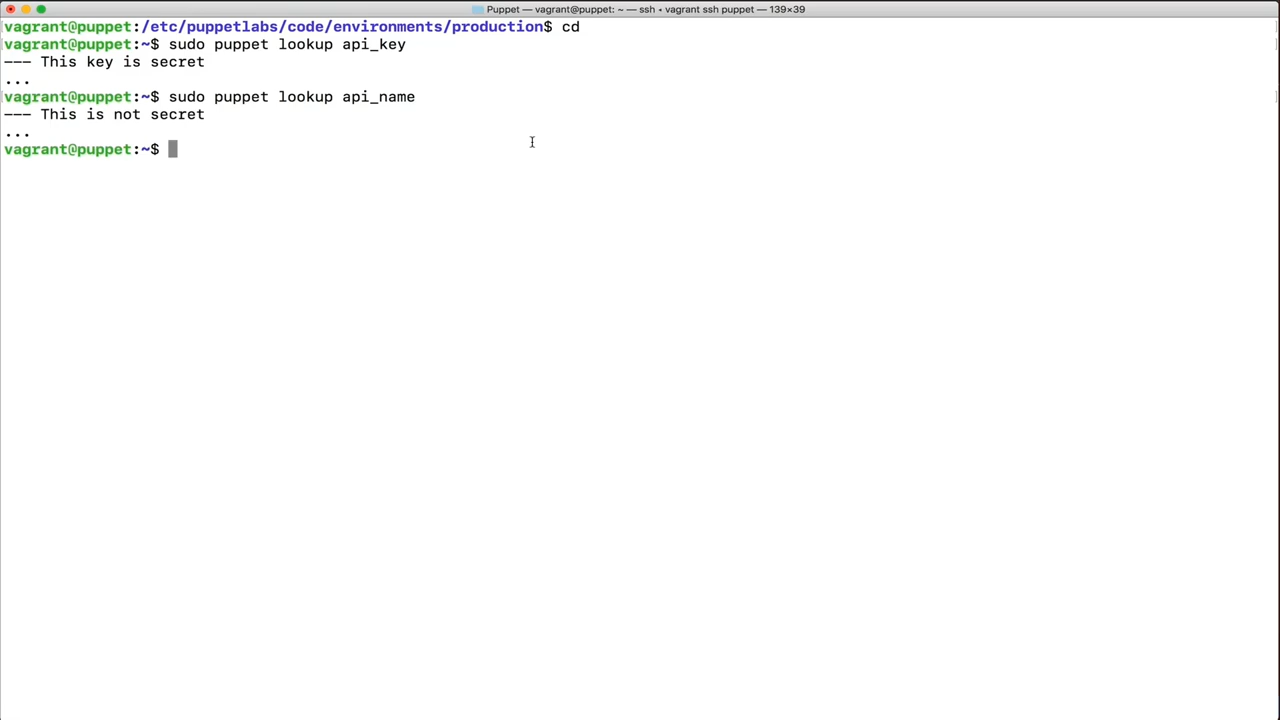 Puppet — vagrant@puppet: ~ — ssh • vagrant ssh puppet — 139×39
vagrant@puppet:/etc/puppetlabs/code/environments/production$ cd
vagrant@puppet:~$ sudo puppet lookup api_key
--- This key is secret
...
vagrant@puppet:~$ sudo puppet lookup api_name
--- This is not secret
...
vagrant@puppet:~$